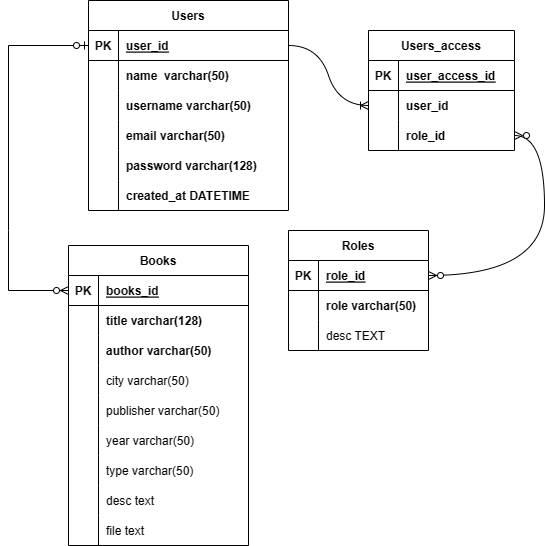 Users
PK user_id
name varchar(50)
username varchar(50)
email varchar(50)
password varchar(128)
created_at DATETIME
Users_access
PK user_access_id
user_id
role_id
Books
PK books_id
title varchar(128)
author varchar(50)
city varchar(50)
publisher varchar(50)
year varchar(50)
type varchar(50)
desc text
file text
Roles
PK role_id
role varchar(50)
desc TEXT